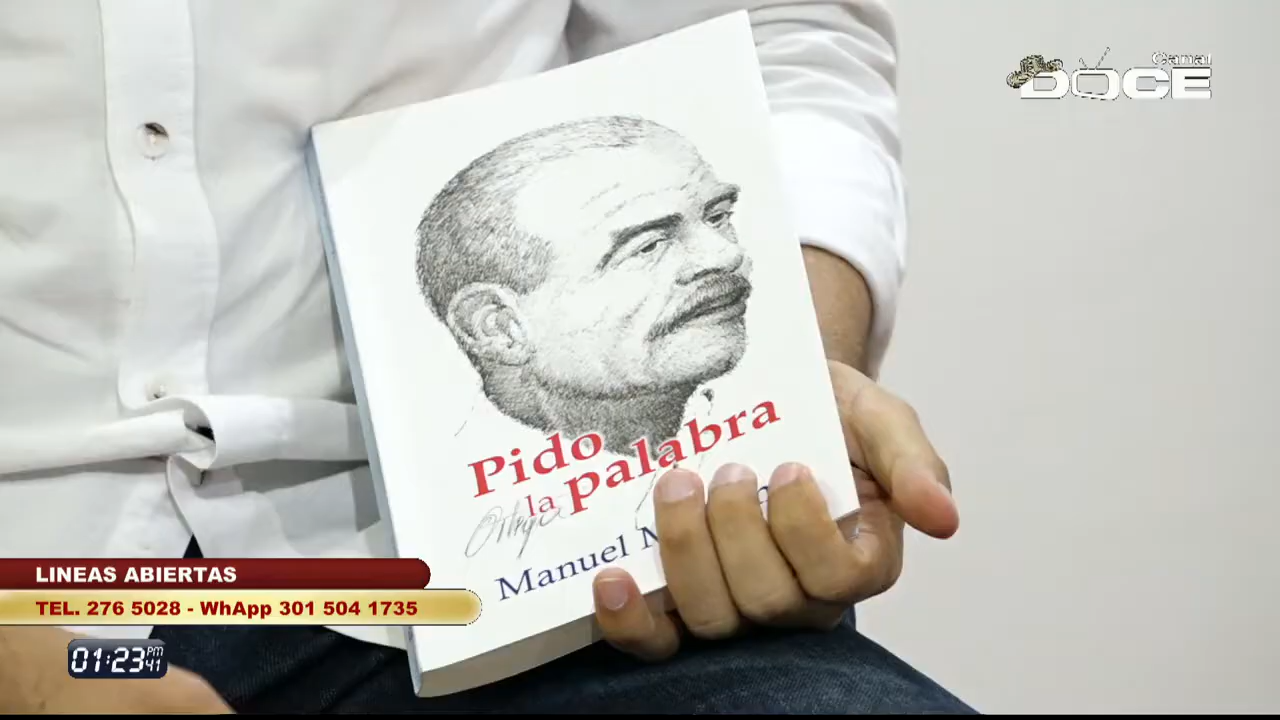 Canal
DOCE
Pido
la palabra
Manuel
LINEAS ABIERTAS
TEL. 276 5028 - WhApp 301 504 1735
01:23 PM 41